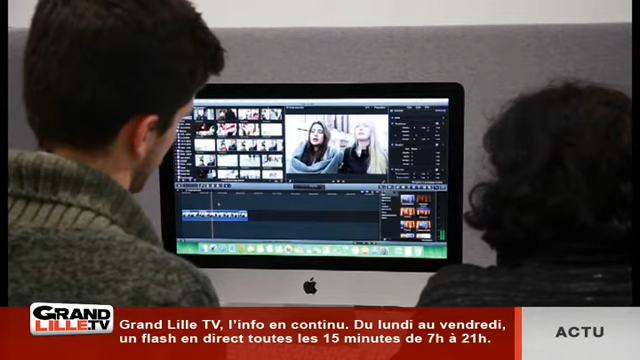 GRAND
LILLE.TV
Grand Lille TV, l'info en continu. Du lundi au vendredi,
un flash en direct toutes les 15 minutes de 7h à 21h.
ACTU